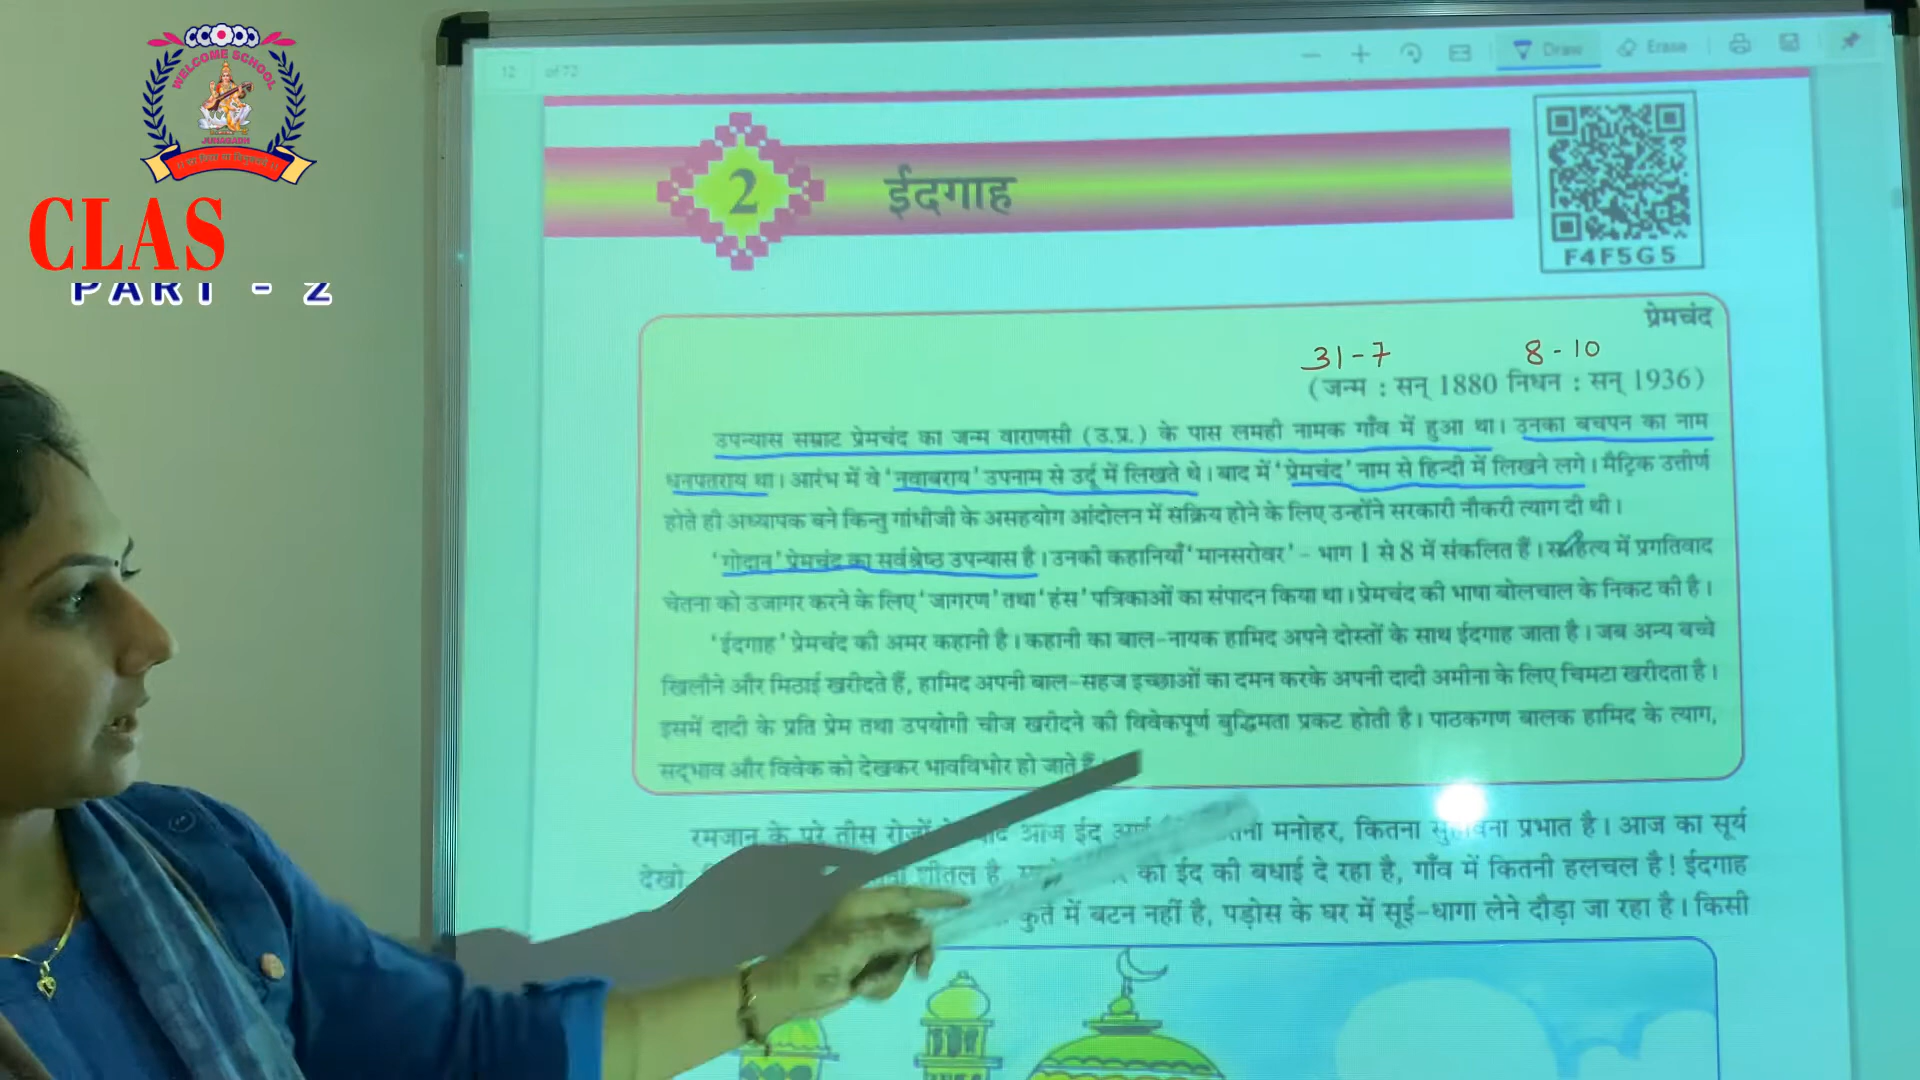 WELCOME SCHOOL
JUNAGADH
CLAS
PART - 2
12 of 72
Draw
Erase
2
ईदगाह
F4F5G5
प्रेमचंद
31-7 8-10
(जन्म : सन् 1880 निधन : सन् 1936)
उपन्यास सम्राट प्रेमचंद का जन्म वाराणसी (उ.प्र.) के पास लमही नामक गाँव में हुआ था। उनका बचपन का नाम
धनपतराय था। आरंभ में वे 'नवाबराय' उपनाम से उर्दू में लिखते थे। बाद में 'प्रेमचंद' नाम से हिन्दी में लिखने लगे। मैट्रिक उत्तीर्ण
होते ही अध्यापक बने किन्तु गांधीजी के असहयोग आंदोलन में सक्रिय होने के लिए उन्होंने सरकारी नौकरी त्याग दी थी।
'गोदान' प्रेमचंद का सर्वश्रेष्ठ उपन्यास है। उनकी कहानियाँ 'मानसरोवर' - भाग 1 से 8 में संकलित हैं। साहित्य में प्रगतिवाद
चेतना को उजागर करने के लिए 'जागरण' तथा 'हंस' पत्रिकाओं का संपादन किया था। प्रेमचंद की भाषा बोलचाल के निकट की है।
'ईदगाह' प्रेमचंद की अमर कहानी है। कहानी का बाल-नायक हामिद अपने दोस्तों के साथ ईदगाह जाता है। जब अन्य बच्चे
खिलौने और मिठाई खरीदते हैं, हामिद अपनी बाल-सहज इच्छाओं का दमन करके अपनी दादी अमीना के लिए चिमटा खरीदता है।
इसमें दादी के प्रति प्रेम तथा उपयोगी चीज खरीदने की विवेकपूर्ण बुद्धिमता प्रकट होती है। पाठकगण बालक हामिद के त्याग,
सद्भाव और विवेक को देखकर भावविभोर हो जाते हैं
रमजान के पूरे तीस रोजों आज ईद मनोहर, कितना सुहावना प्रभात है। आज का सूर्य
देखो शीतल है, को ईद की बधाई दे रहा है, गाँव में कितनी हलचल है! ईदगाह
कुर्ते में बटन नहीं है, पड़ोस के घर में सूई-धागा लेने दौड़ा जा रहा है। किसी